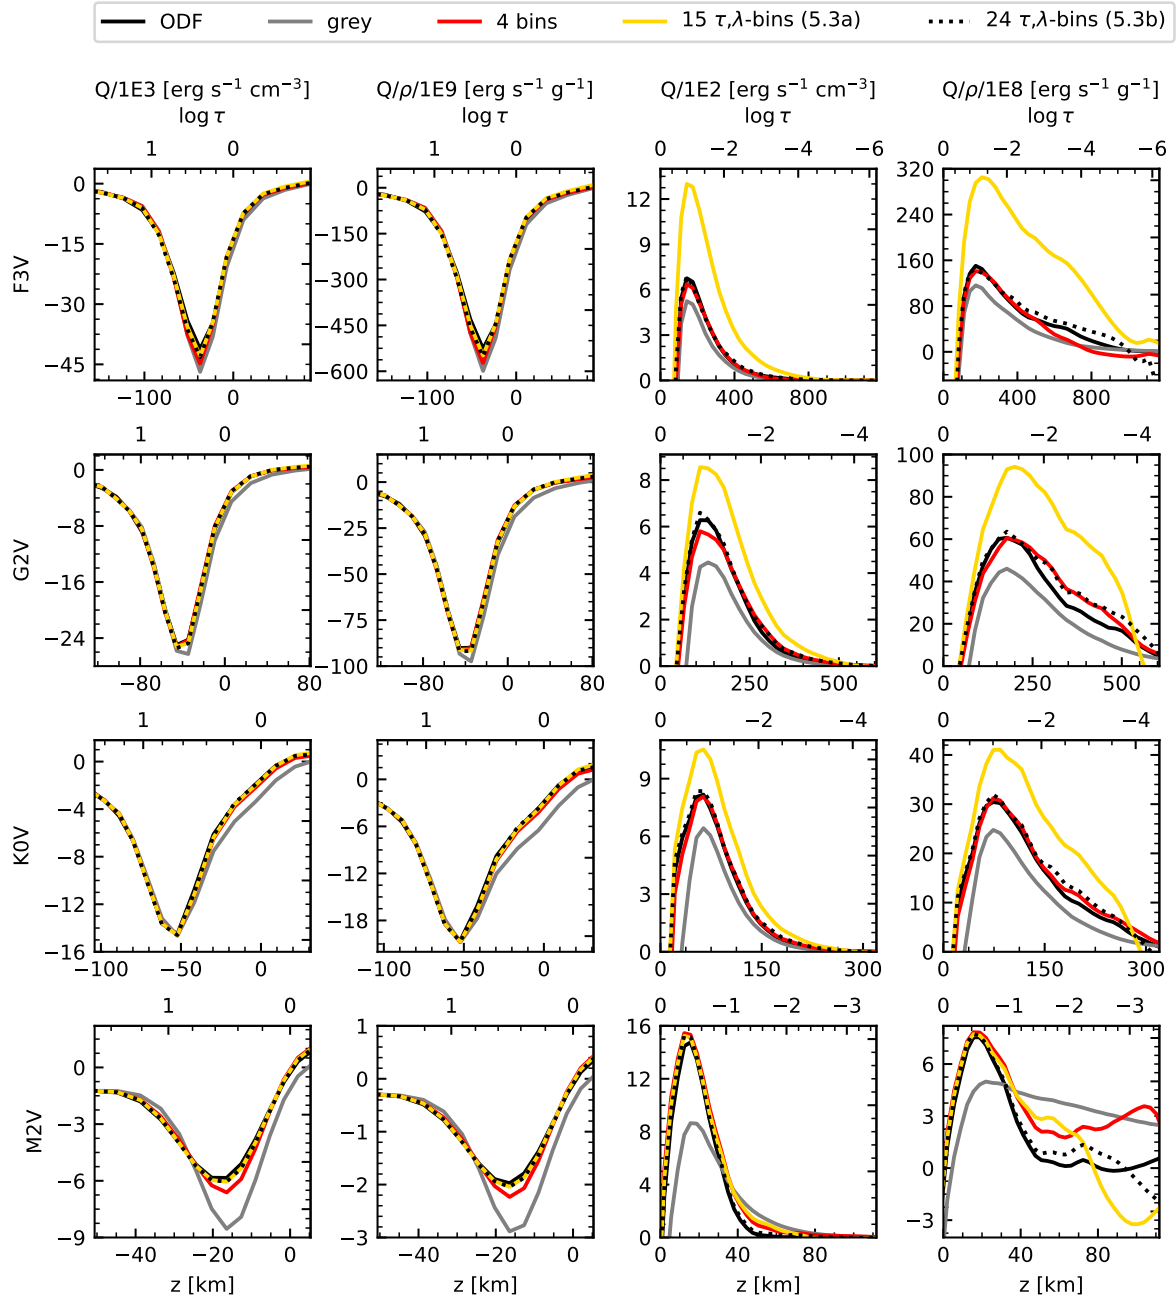 ODF grey 4 bins 15 τ,λ-bins (5.3a) 24 τ,λ-bins (5.3b)
Q/1E3 [erg s⁻¹ cm⁻³] Q/ρ/1E9 [erg s⁻¹ g⁻¹] Q/1E2 [erg s⁻¹ cm⁻³] Q/ρ/1E8 [erg s⁻¹ g⁻¹]
log τ log τ log τ log τ
1 0 1 0 0 −2 −4 −6 0 −2 −4 −6
F3V
0 −15 −30 −45
0 −150 −300 −450 −600
12 9 6 3 0
320 240 160 80 0
−100 0 −100 0 0 400 800 0 400 800
1 0 1 0 0 −2 −4 0 −2 −4
G2V
0 −8 −16 −24
0 −25 −50 −75 −100
8 6 4 2 0
100 80 60 40 20 0
−80 0 80 −80 0 80 0 250 500 0 250 500
1 0 1 0 0 −2 −4 0 −2 −4
K0V
0 −4 −8 −12 −16
0 −6 −12 −18
9 6 3 0
40 30 20 10 0
−100 −50 0 −100 −50 0 0 150 300 0 150 300
1 0 1 0 0 −1 −2 −3 0 −1 −2 −3
M2V
0 −3 −6 −9
1 0 −1 −2 −3
16 12 8 4 0
6 3 0 −3
−40 −20 0 −40 −20 0 0 40 80 0 40 80
z [km] z [km] z [km] z [km]